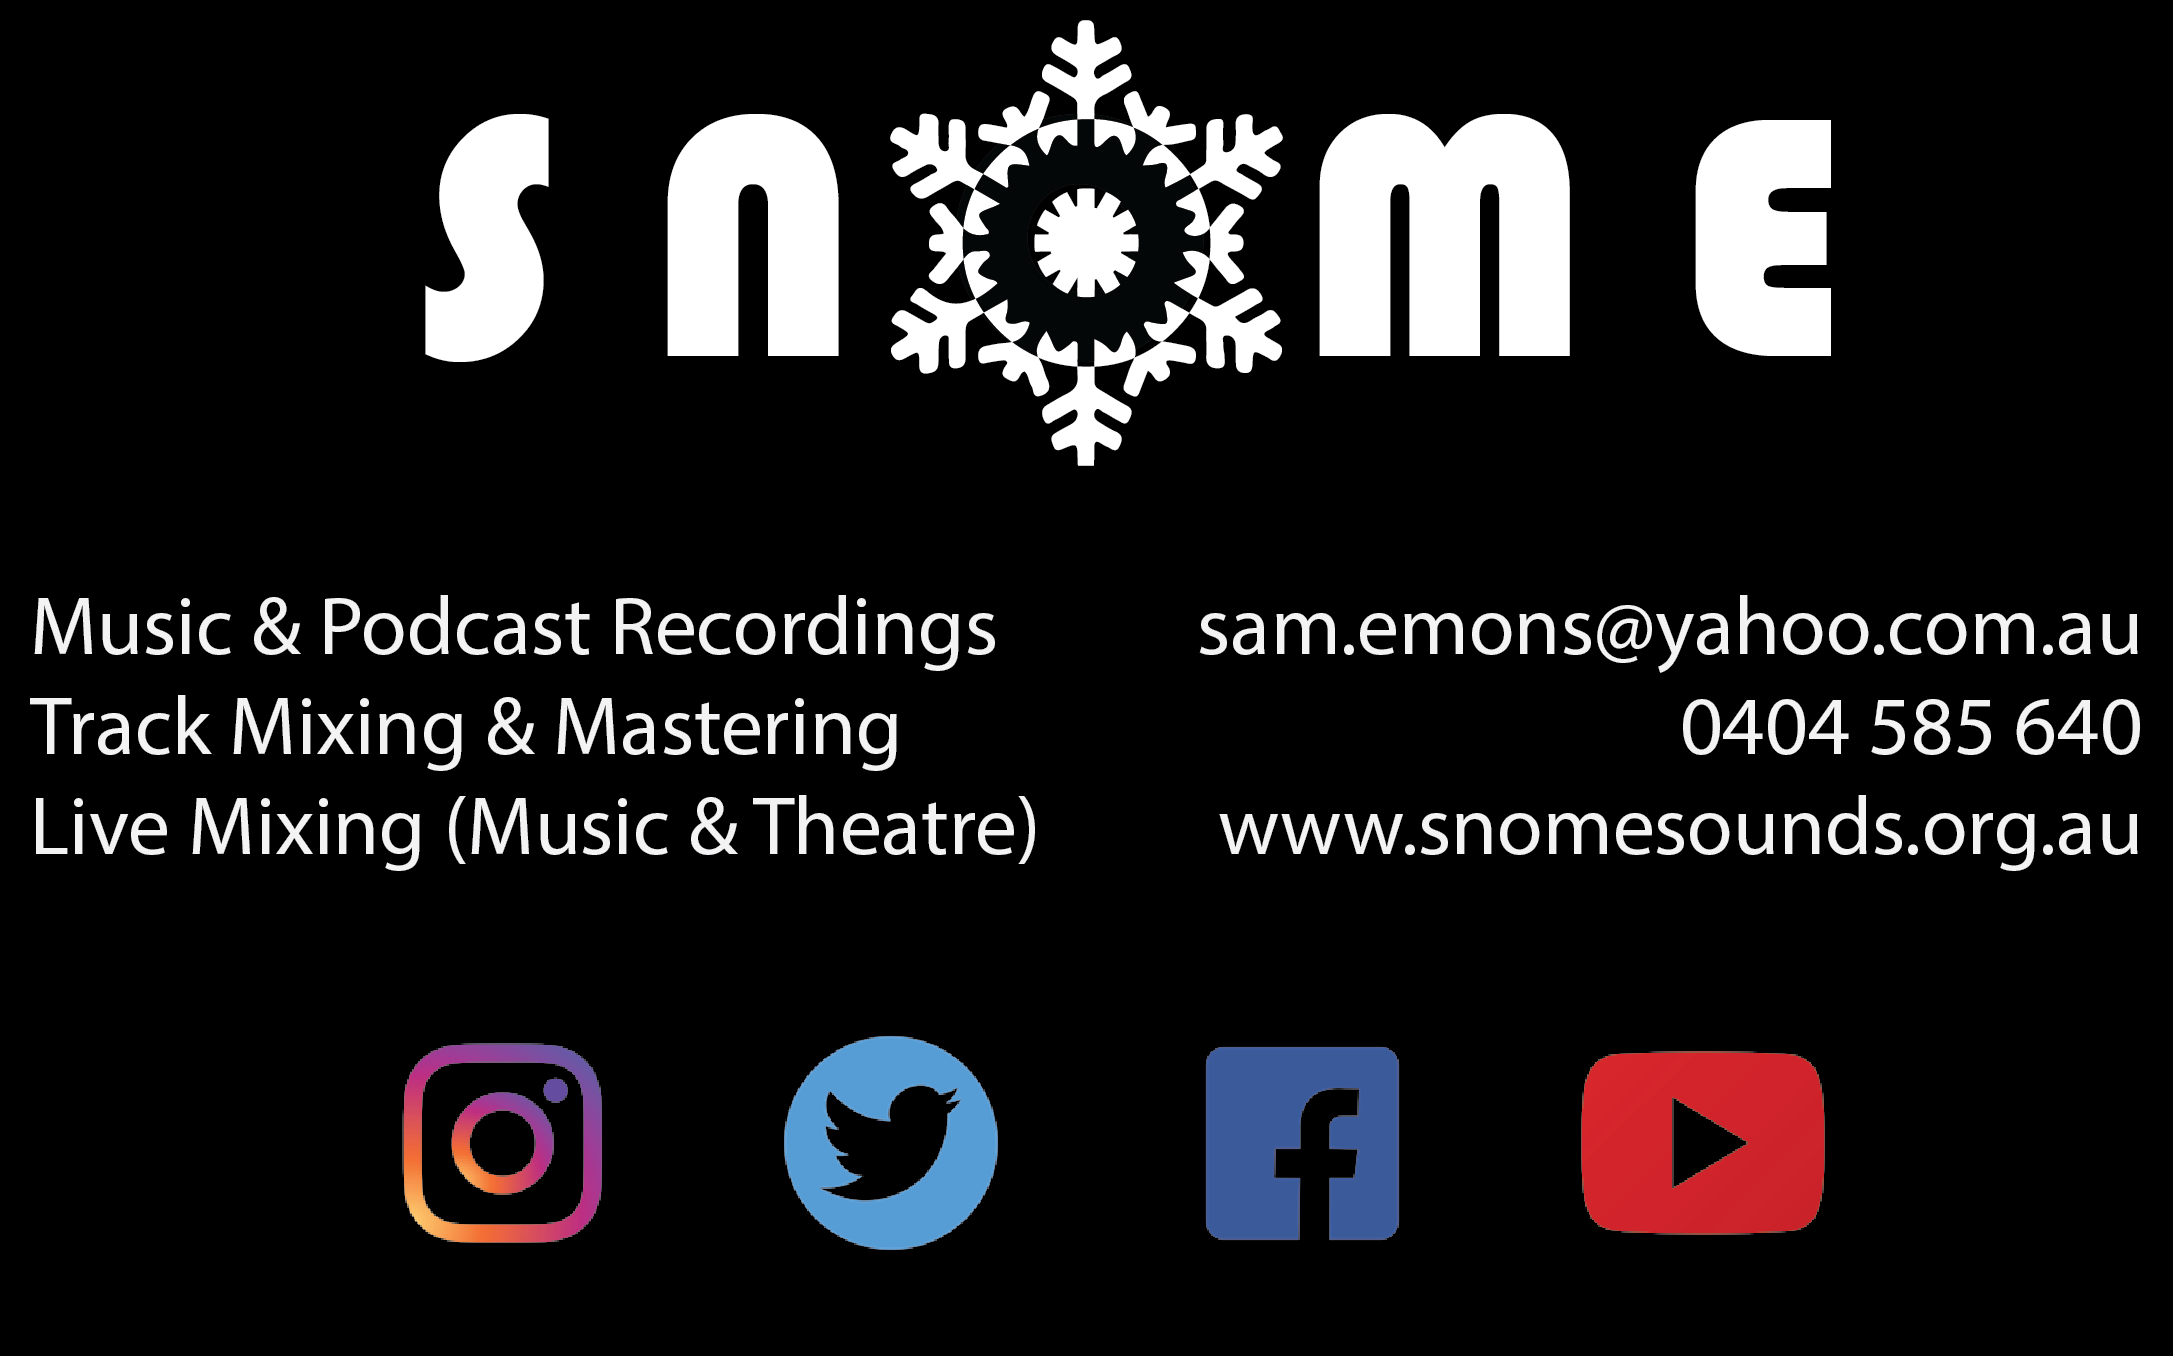 SNOME
Music & Podcast Recordings
Track Mixing & Mastering
Live Mixing (Music & Theatre)
sam.emons@yahoo.com.au
0404 585 640
www.snomesounds.org.au